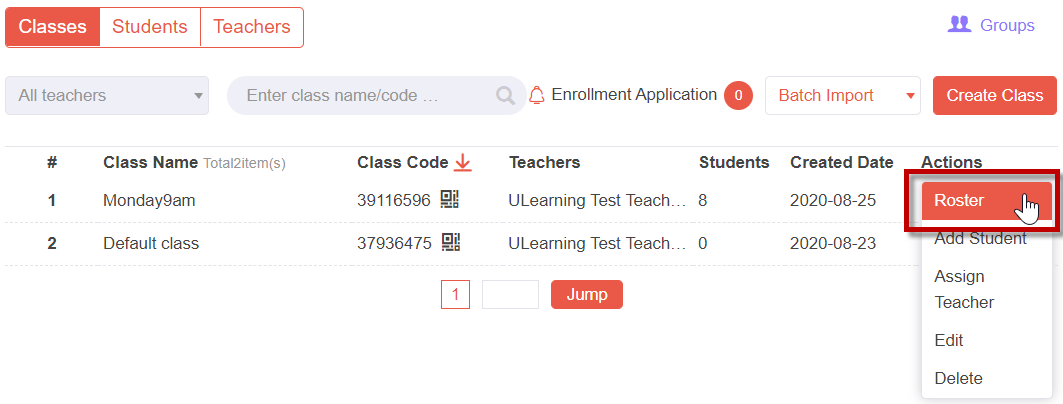 Classes Students Teachers Groups
All teachers Enter class name/code ... Enrollment Application 0 Batch Import Create Class
# Class Name Total2item(s) Class Code Teachers Students Created Date Actions
1 Monday9am 39116596 ULearning Test Teach... 8 2020-08-25 Roster
2 Default class 37936475 ULearning Test Teach... 0 2020-08-23 Add Student
Assign
Teacher
1 Jump
Edit
Delete